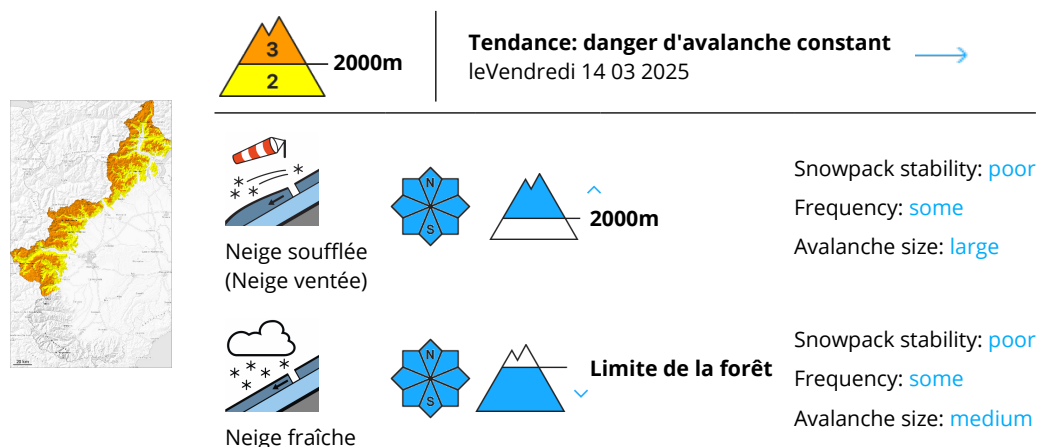 3
2000m
2
Tendance: danger d'avalanche constant
leVendredi 14 03 2025
N
S
2000m
Neige soufflée
(Neige ventée)
Snowpack stability: poor
Frequency: some
Avalanche size: large
N
S
Limite de la forêt
Neige fraîche
Snowpack stability: poor
Frequency: some
Avalanche size: medium
20 km